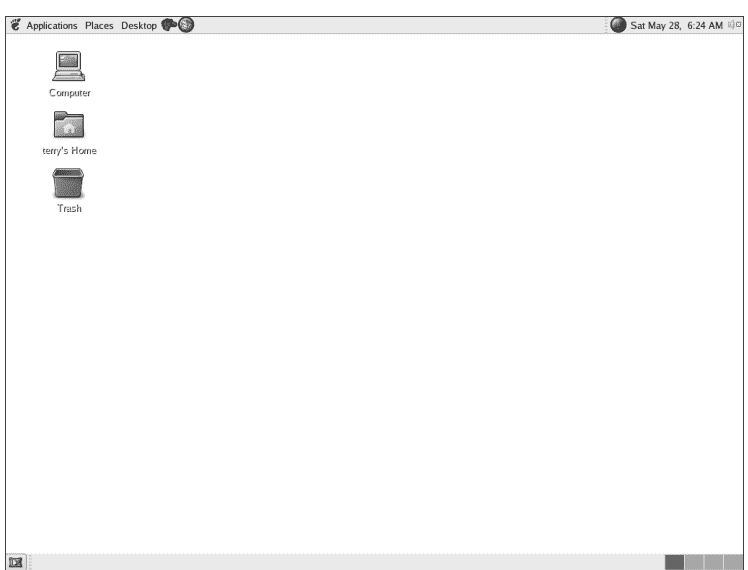 Applications Places Desktop Sat May 28, 6:24 AM
Computer
terry's Home
Trash